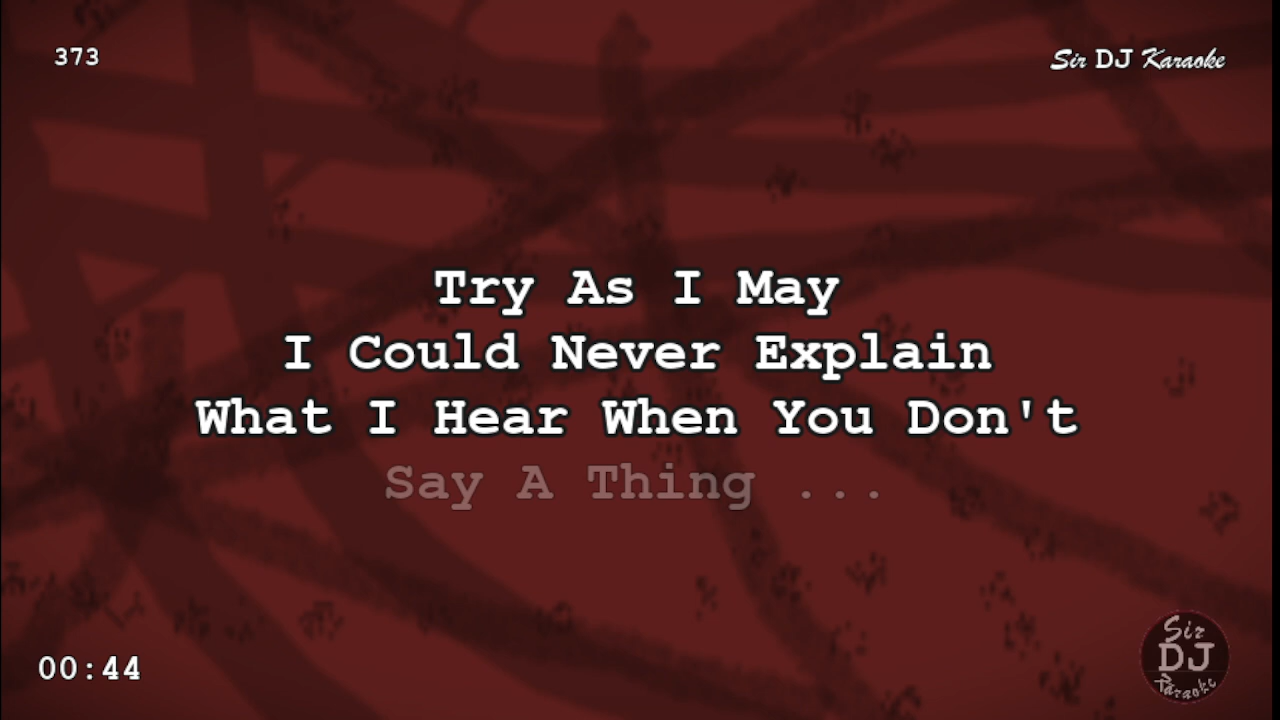 373
Sir DJ Karaoke
Try As I May
I Could Never Explain
What I Hear When You Don't
Say A Thing ...
00:44
Sir
DJ
Karaoke